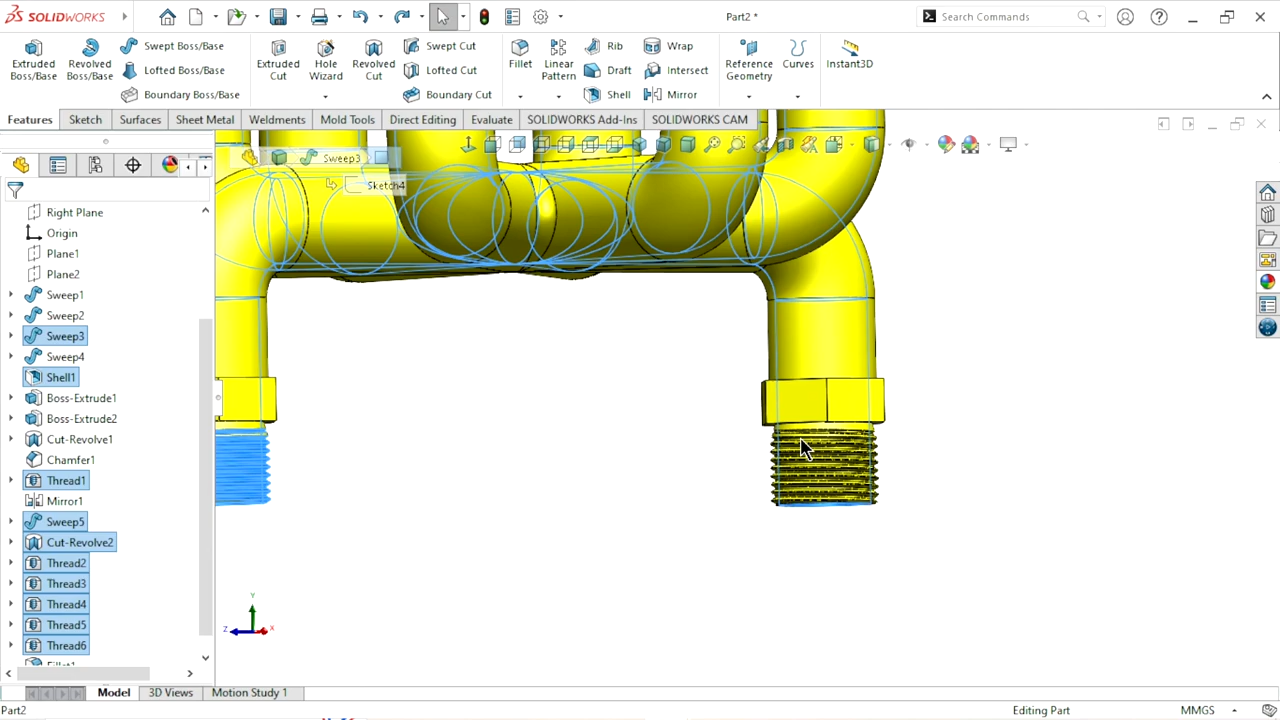 SOLIDWORKS
Part2 *
Search Commands
Extruded Boss/Base
Revolved Boss/Base
Swept Boss/Base
Lofted Boss/Base
Boundary Boss/Base
Extruded Cut
Hole Wizard
Revolved Cut
Swept Cut
Lofted Cut
Boundary Cut
Fillet
Linear Pattern
Rib
Draft
Shell
Wrap
Intersect
Mirror
Reference Geometry
Curves
Instant3D
Features
Sketch
Surfaces
Sheet Metal
Weldments
Mold Tools
Direct Editing
Evaluate
SOLIDWORKS Add-Ins
SOLIDWORKS CAM
Sweep3
Sketch4
Right Plane
Origin
Plane1
Plane2
Sweep1
Sweep2
Sweep3
Sweep4
Shell1
Boss-Extrude1
Boss-Extrude2
Cut-Revolve1
Chamfer1
Thread1
Mirror1
Sweep5
Cut-Revolve2
Thread2
Thread3
Thread4
Thread5
Thread6
Y
Z
X
Model
3D Views
Motion Study 1
Part2
Editing Part
MMGS